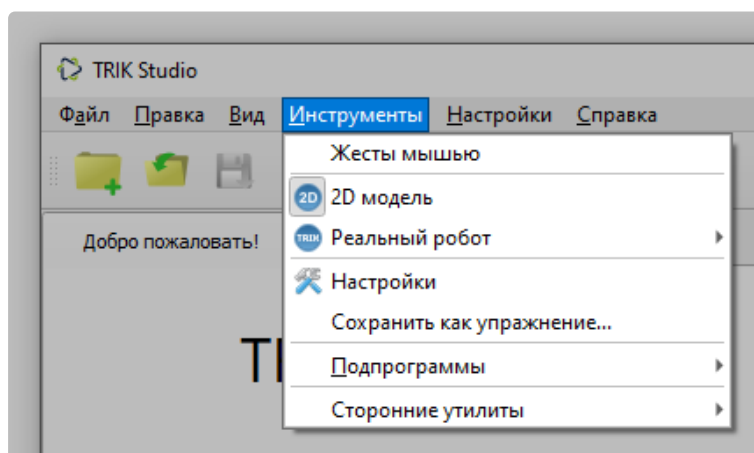 TRIK Studio
Файл Правка Вид Инструменты Настройки Справка
Жесты мышью
2D 2D модель
TRIK Реальный робот
Добро пожаловать!
Настройки
Сохранить как упражнение...
Подпрограммы
Сторонние утилиты